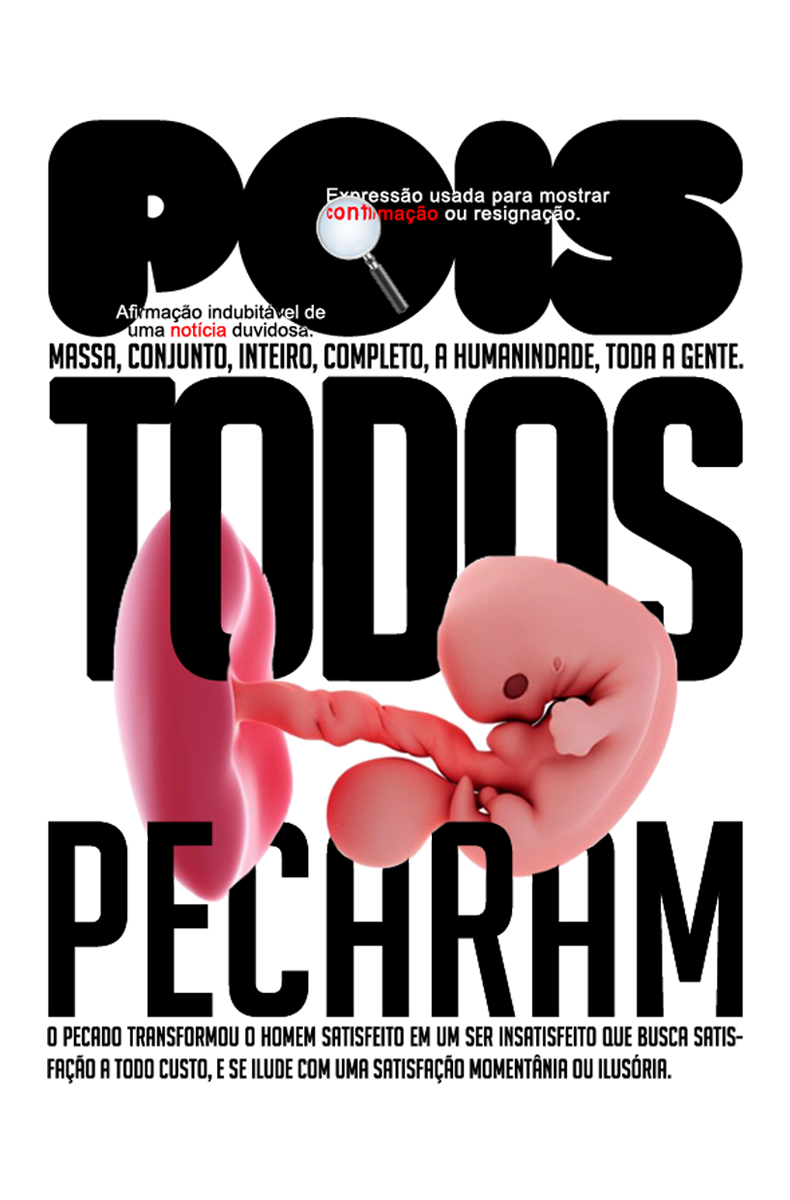 POIS
Expressão usada para mostrar
confirmação ou resignação.
Afirmação indubitável de
uma notícia duvidosa.
MASSA, CONJUNTO, INTEIRO, COMPLETO, A HUMANINDADE, TODA A GENTE.
TODOS
PECARAM
O PECADO TRANSFORMOU O HOMEM SATISFEITO EM UM SER INSATISFEITO QUE BUSCA SATIS-
FAÇÃO A TODO CUSTO, E SE ILUDE COM UMA SATISFAÇÃO MOMENTÂNIA OU ILUSÓRIA.